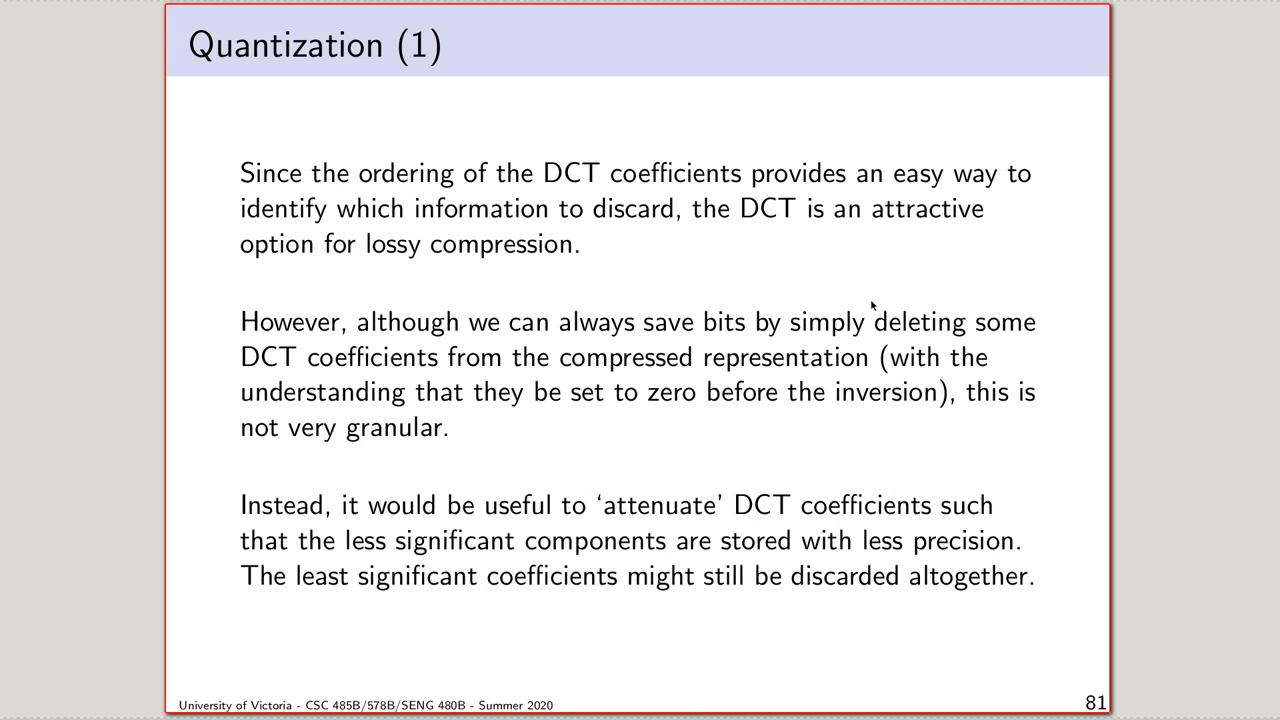 Quantization (1)
Since the ordering of the DCT coefficients provides an easy way to
identify which information to discard, the DCT is an attractive
option for lossy compression.
However, although we can always save bits by simply deleting some
DCT coefficients from the compressed representation (with the
understanding that they be set to zero before the inversion), this is
not very granular.
Instead, it would be useful to ‘attenuate’ DCT coefficients such
that the less significant components are stored with less precision.
The least significant coefficients might still be discarded altogether.
University of Victoria - CSC 485B/578B/SENG 480B - Summer 2020
81